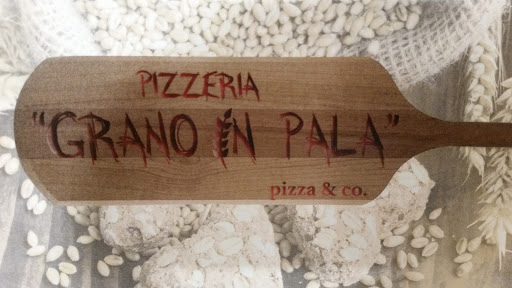 PIZZERIA
"GRANO IN PALA"
pizza & co.